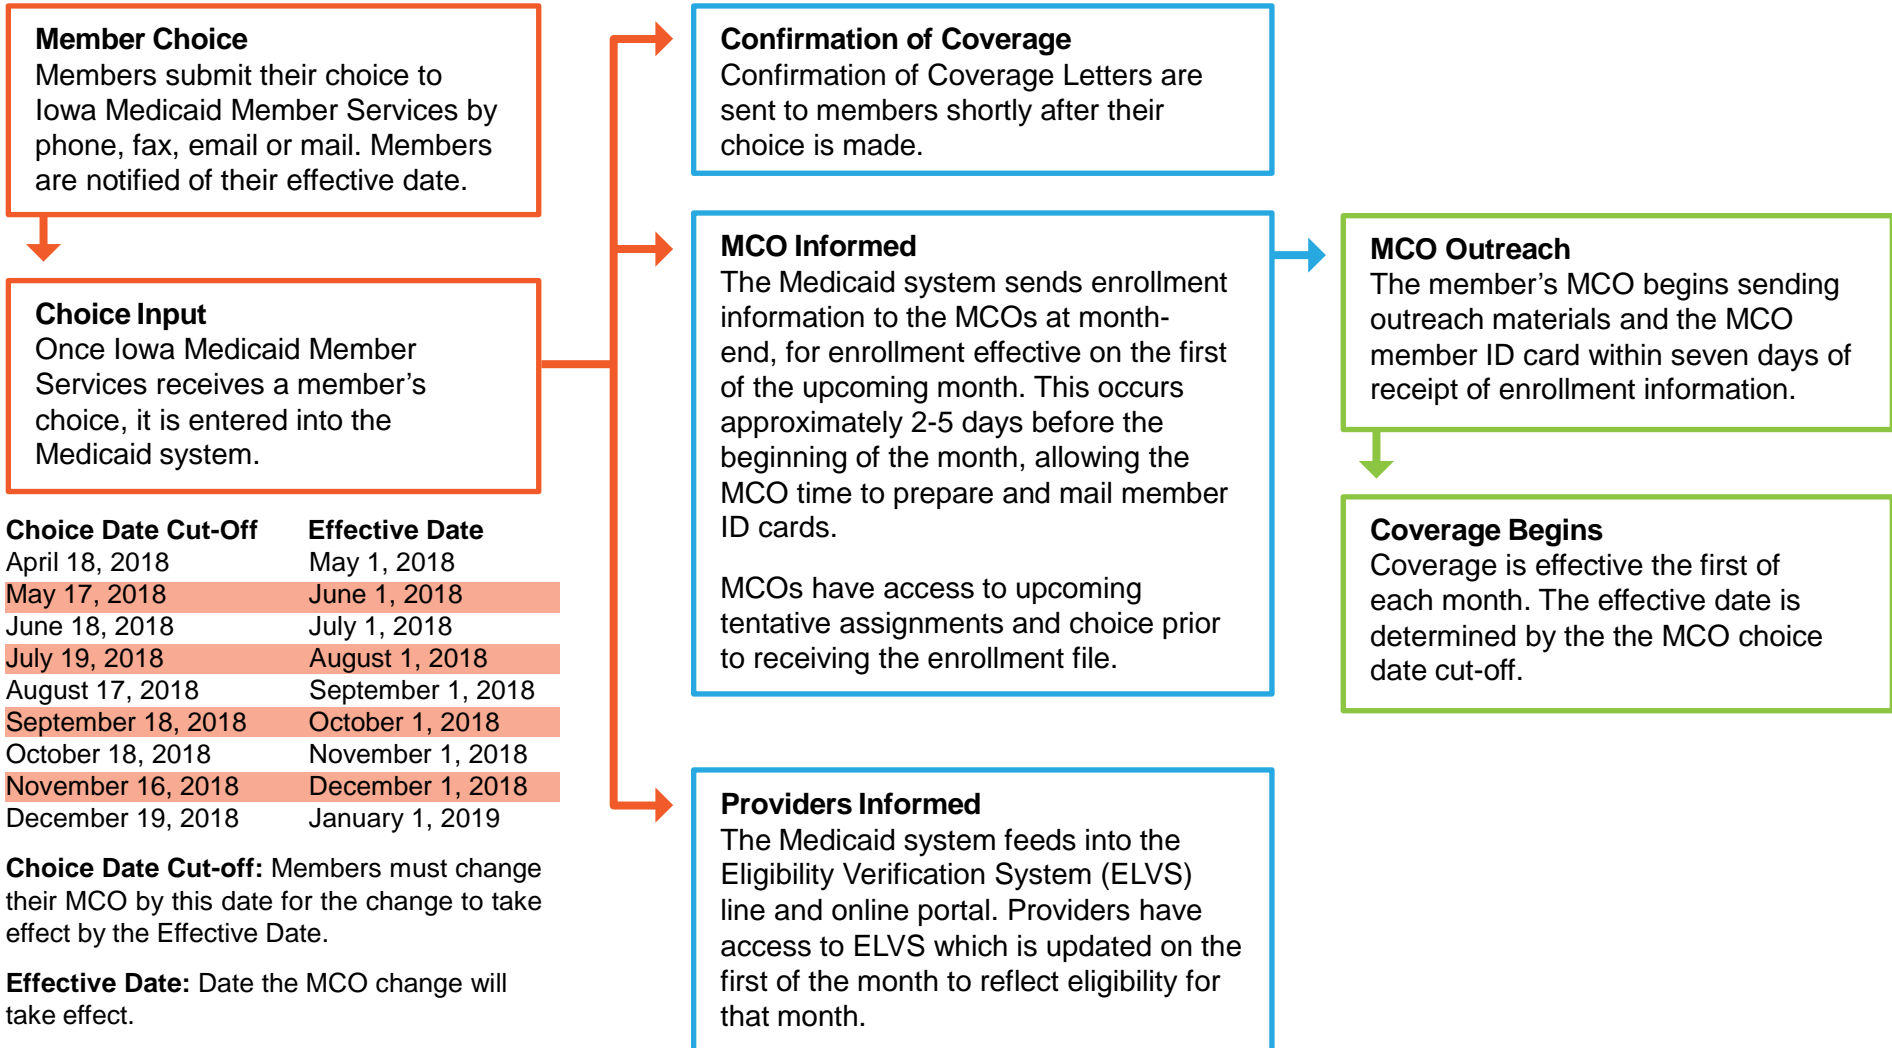 Member Choice
Members submit their choice to
Iowa Medicaid Member Services by
phone, fax, email or mail. Members
are notified of their effective date.
Choice Input
Once Iowa Medicaid Member
Services receives a member's
choice, it is entered into the
Medicaid system.
Choice Date Cut-Off Effective Date
April 18, 2018 May 1, 2018
May 17, 2018 June 1, 2018
June 18, 2018 July 1, 2018
July 19, 2018 August 1, 2018
August 17, 2018 September 1, 2018
September 18, 2018 October 1, 2018
October 18, 2018 November 1, 2018
November 16, 2018 December 1, 2018
December 19, 2018 January 1, 2019
Choice Date Cut-off: Members must change
their MCO by this date for the change to take
effect by the Effective Date.
Effective Date: Date the MCO change will
take effect.
Confirmation of Coverage
Confirmation of Coverage Letters are
sent to members shortly after their
choice is made.
MCO Informed
The Medicaid system sends enrollment
information to the MCOs at month-
end, for enrollment effective on the first
of the upcoming month. This occurs
approximately 2-5 days before the
beginning of the month, allowing the
MCO time to prepare and mail member
ID cards.
MCOs have access to upcoming
tentative assignments and choice prior
to receiving the enrollment file.
Providers Informed
The Medicaid system feeds into the
Eligibility Verification System (ELVS)
line and online portal. Providers have
access to ELVS which is updated on the
first of the month to reflect eligibility for
that month.
MCO Outreach
The member's MCO begins sending
outreach materials and the MCO
member ID card within seven days of
receipt of enrollment information.
Coverage Begins
Coverage is effective the first of
each month. The effective date is
determined by the the MCO choice
date cut-off.